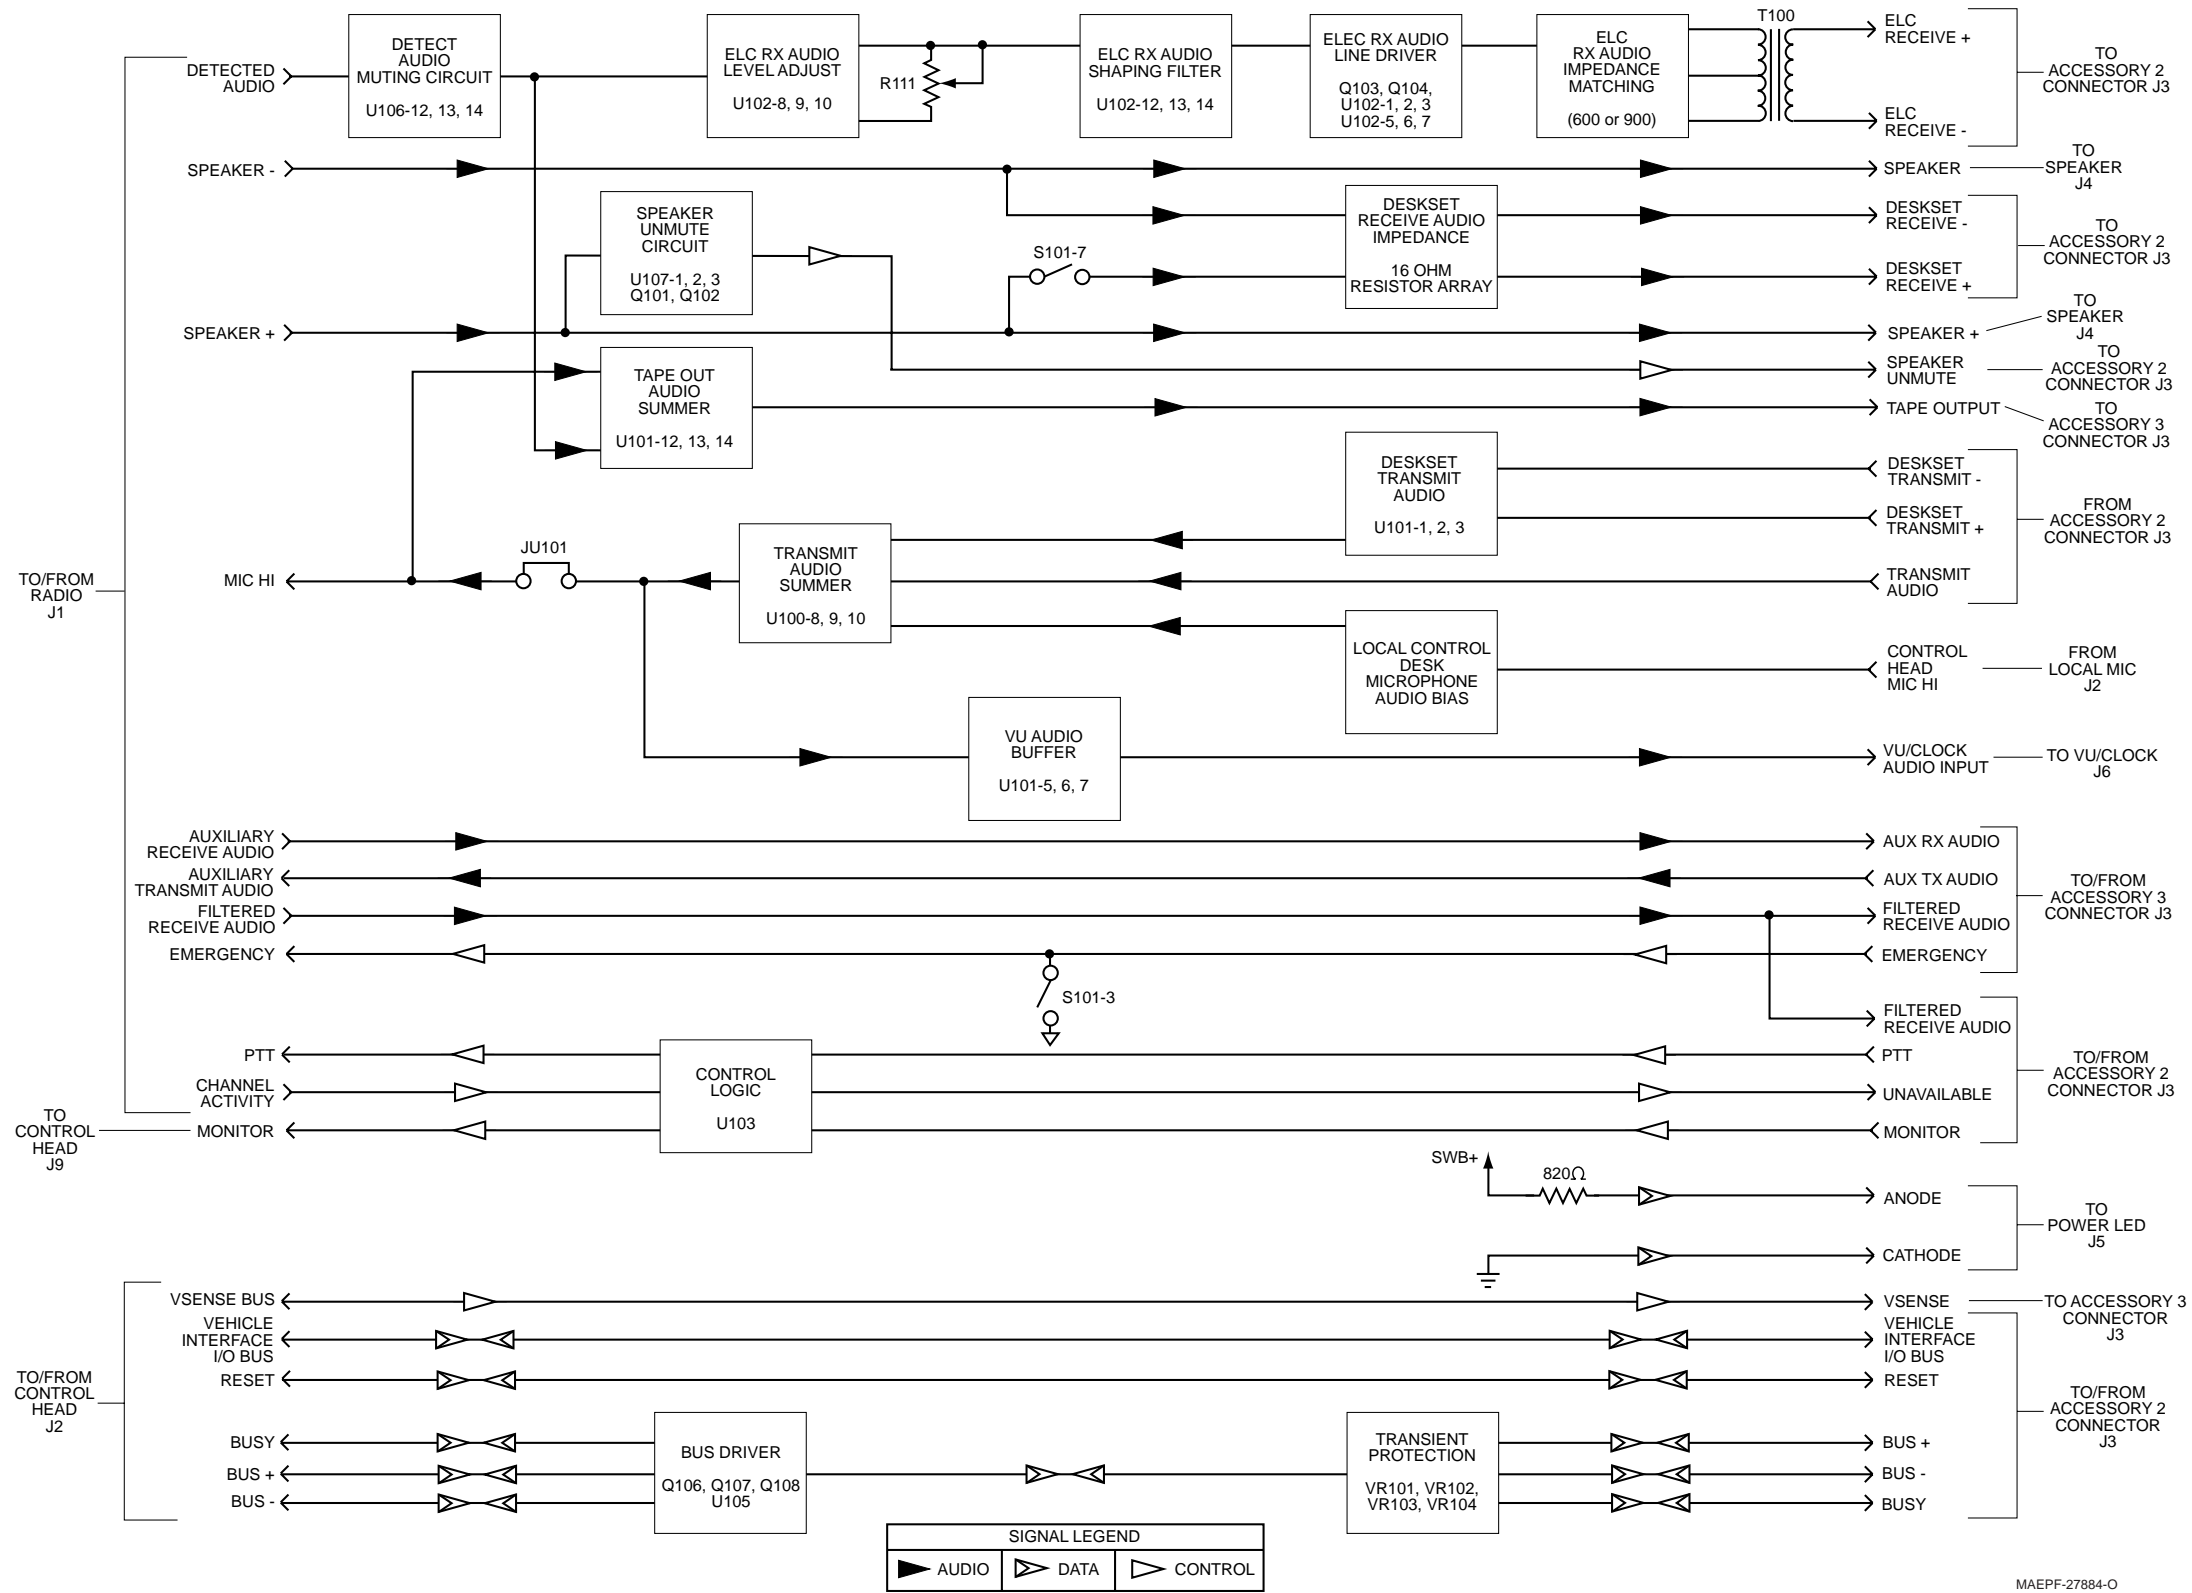 DETECTED
AUDIO
DETECT
AUDIO
MUTING CIRCUIT
U106-12, 13, 14
ELC RX AUDIO
LEVEL ADJUST
U102-8, 9, 10
R111
ELC RX AUDIO
SHAPING FILTER
U102-12, 13, 14
ELEC RX AUDIO
LINE DRIVER
Q103, Q104,
U102-1, 2, 3
U102-5, 6, 7
ELC
RX AUDIO
IMPEDANCE
MATCHING
(600 or 900)
T100
ELC
RECEIVE +
ELC
RECEIVE -
TO
ACCESSORY 2
CONNECTOR J3
SPEAKER -
SPEAKER
TO
SPEAKER
J4
SPEAKER
UNMUTE
CIRCUIT
U107-1, 2, 3
Q101, Q102
S101-7
DESKSET
RECEIVE AUDIO
IMPEDANCE
16 OHM
RESISTOR ARRAY
DESKSET
RECEIVE -
DESKSET
RECEIVE +
TO
ACCESSORY 2
CONNECTOR J3
SPEAKER +
SPEAKER +
TO
SPEAKER
J4
SPEAKER
UNMUTE
TO
ACCESSORY 2
CONNECTOR J3
TAPE OUT
AUDIO
SUMMER
U101-12, 13, 14
TAPE OUTPUT
TO
ACCESSORY 3
CONNECTOR J3
DESKSET
TRANSMIT
AUDIO
U101-1, 2, 3
DESKSET
TRANSMIT -
DESKSET
TRANSMIT +
TRANSMIT
AUDIO
FROM
ACCESSORY 2
CONNECTOR J3
TO/FROM
RADIO
J1
MIC HI
JU101
TRANSMIT
AUDIO
SUMMER
U100-8, 9, 10
LOCAL CONTROL
DESK
MICROPHONE
AUDIO BIAS
CONTROL
HEAD
MIC HI
FROM
LOCAL MIC
J2
VU AUDIO
BUFFER
U101-5, 6, 7
VU/CLOCK
AUDIO INPUT
TO VU/CLOCK
J6
AUXILIARY
RECEIVE AUDIO
AUX RX AUDIO
AUXILIARY
TRANSMIT AUDIO
AUX TX AUDIO
FILTERED
RECEIVE AUDIO
FILTERED
RECEIVE AUDIO
EMERGENCY
EMERGENCY
TO/FROM
ACCESSORY 3
CONNECTOR J3
S101-3
FILTERED
RECEIVE AUDIO
PTT
PTT
CHANNEL
ACTIVITY
UNAVAILABLE
CONTROL
LOGIC
U103
TO
CONTROL
HEAD
J9
MONITOR
MONITOR
TO/FROM
ACCESSORY 2
CONNECTOR J3
SWB+
820Ω
ANODE
CATHODE
TO
POWER LED
J5
VSENSE BUS
VSENSE
TO ACCESSORY 3
CONNECTOR
J3
VEHICLE
INTERFACE
I/O BUS
VEHICLE
INTERFACE
I/O BUS
RESET
RESET
TO/FROM
CONTROL
HEAD
J2
TO/FROM
ACCESSORY 2
CONNECTOR
J3
BUSY
BUS +
BUS -
BUS DRIVER
Q106, Q107, Q108
U105
TRANSIENT
PROTECTION
VR101, VR102,
VR103, VR104
BUS +
BUS -
BUSY
SIGNAL LEGEND
AUDIO
DATA
CONTROL
MAEPF-27884-O